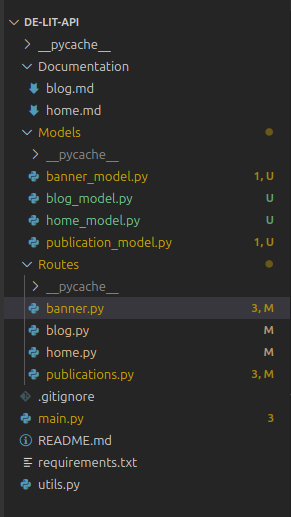 DE-LIT-API
__pycache__
Documentation
blog.md
home.md
Models
__pycache__
banner_model.py 1, U
blog_model.py U
home_model.py U
publication_model.py 1, U
Routes
__pycache__
banner.py 3, M
blog.py M
home.py M
publications.py 3, M
.gitignore
main.py 3
README.md
requirements.txt
utils.py